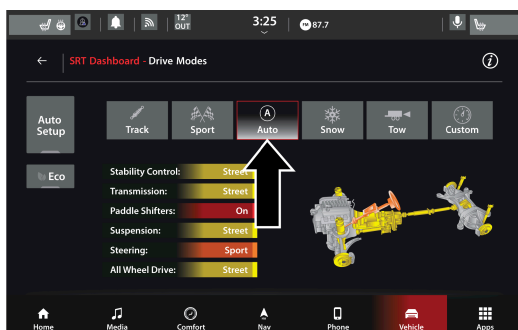 12°
OUT
3:25
FM 87.7
SRT Dashboard - Drive Modes
Auto
Setup
Track
Sport
A
Auto
Snow
Tow
Custom
Eco
Stability Control: Street
Transmission: Street
Paddle Shifters: On
Suspension: Street
Steering: Sport
All Wheel Drive: Street
Home
Media
Comfort
Nav
Phone
Vehicle
Apps